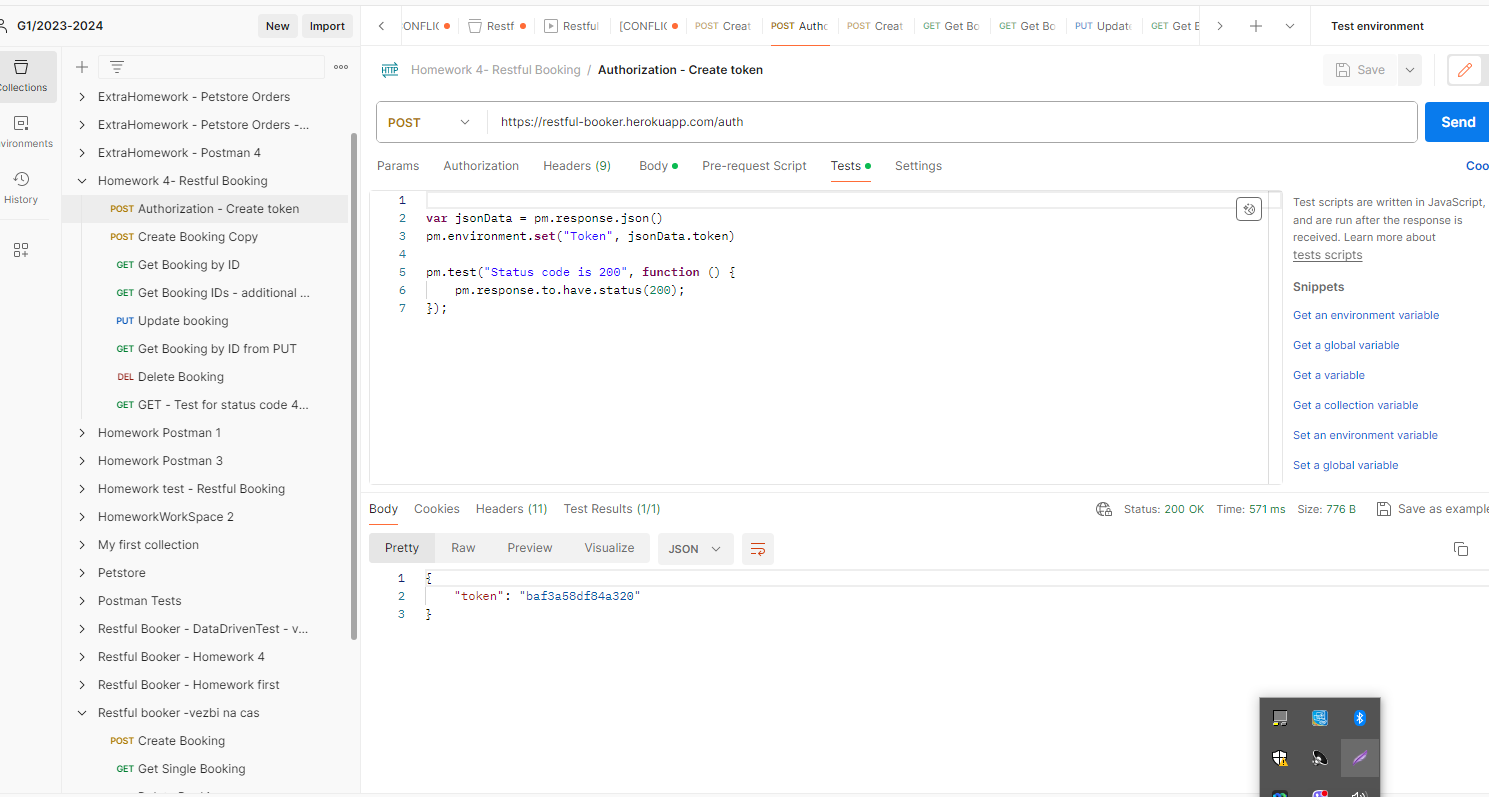 G1/2023-2024
New
Import
Collections
Environments
History
ExtraHomework - Petstore Orders
ExtraHomework - Petstore Orders -...
ExtraHomework - Postman 4
Homework 4- Restful Booking
POST Authorization - Create token
POST Create Booking Copy
GET Get Booking by ID
GET Get Booking IDs - additional ...
PUT Update booking
GET Get Booking by ID from PUT
DEL Delete Booking
GET GET - Test for status code 4...
Homework Postman 1
Homework Postman 3
Homework test - Restful Booking
HomeworkWorkSpace 2
My first collection
Petstore
Postman Tests
Restful Booker - DataDrivenTest - v...
Restful Booker - Homework 4
Restful Booker - Homework first
Restful booker -vezbi na cas
POST Create Booking
GET Get Single Booking
CONFLIC
Restf
Restful
[CONFLIC
POST Creat
POST Autho
POST Creat
GET Get Bo
GET Get Bo
PUT Updat
GET Get B
Test environment
HTTP Homework 4- Restful Booking / Authorization - Create token
Save
POST
https://restful-booker.herokuapp.com/auth
Send
Params
Authorization
Headers (9)
Body
Pre-request Script
Tests
Settings
Coo
1
2 var jsonData = pm.response.json()
3 pm.environment.set("Token", jsonData.token)
4
5 pm.test("Status code is 200", function () {
6 pm.response.to.have.status(200);
7 });
Test scripts are written in JavaScript,
and are run after the response is
received. Learn more about
tests scripts
Snippets
Get an environment variable
Get a global variable
Get a variable
Get a collection variable
Set an environment variable
Set a global variable
Body
Cookies
Headers (11)
Test Results (1/1)
Status: 200 OK
Time: 571 ms
Size: 776 B
Save as example
Pretty
Raw
Preview
Visualize
JSON
1 {
2 "token": "baf3a58df84a320"
3 }